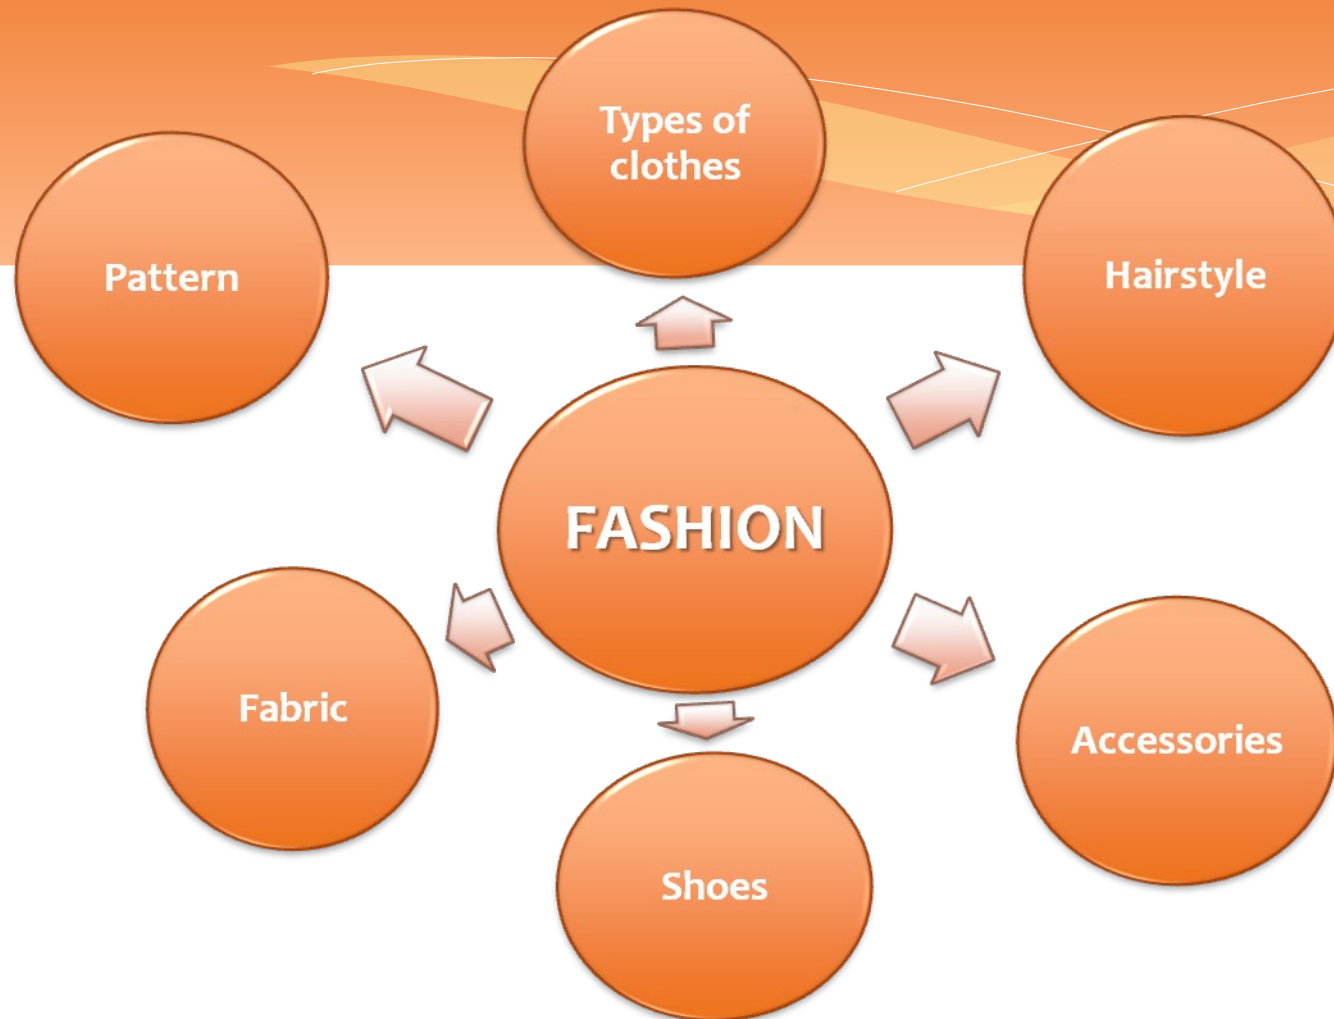 Types of
clothes
Pattern
Hairstyle
FASHION
Fabric
Accessories
Shoes